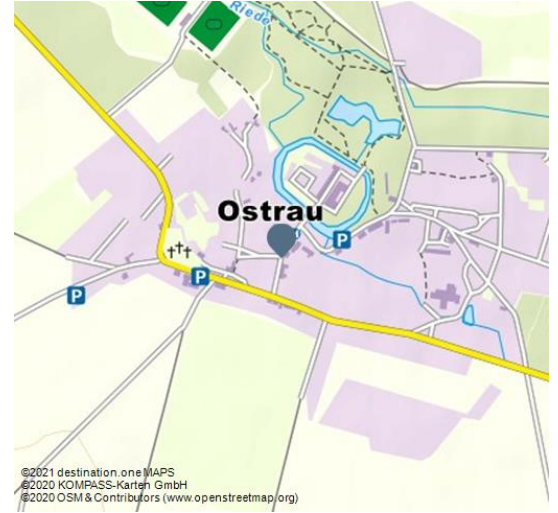 Riede
Ostrau
P
P
P
©2021 destination.one MAPS
©2020 KOMPASS-Karten GmbH
©2020 OSM & Contributors (www.openstreetmap.org)